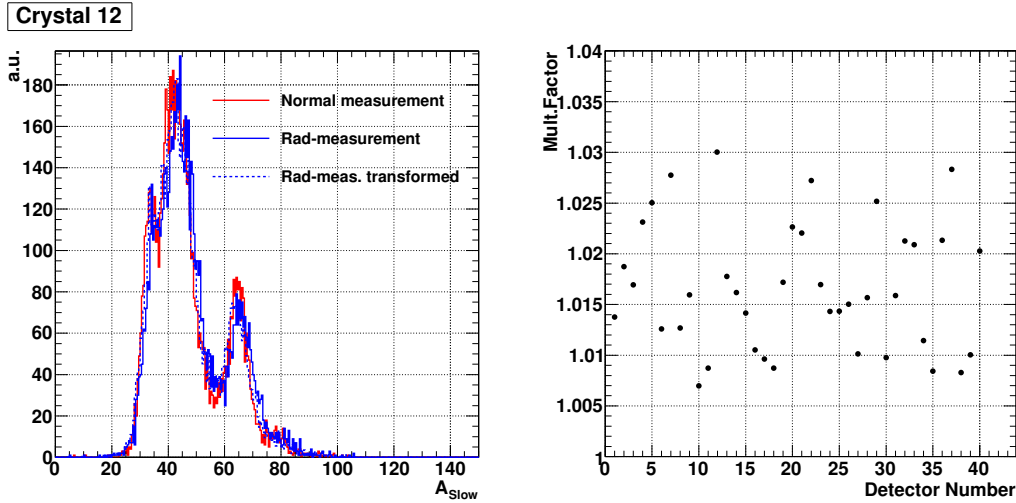 Crystal 12
a.u.
180
160
140
120
100
80
60
40
20
0
0 20 40 60 80 100 120 140
A_Slow
Normal measurement
Rad-measurement
Rad-meas. transformed
Mult.Factor
1.04
1.035
1.03
1.025
1.02
1.015
1.01
1.005
1
0 5 10 15 20 25 30 35 40
Detector Number